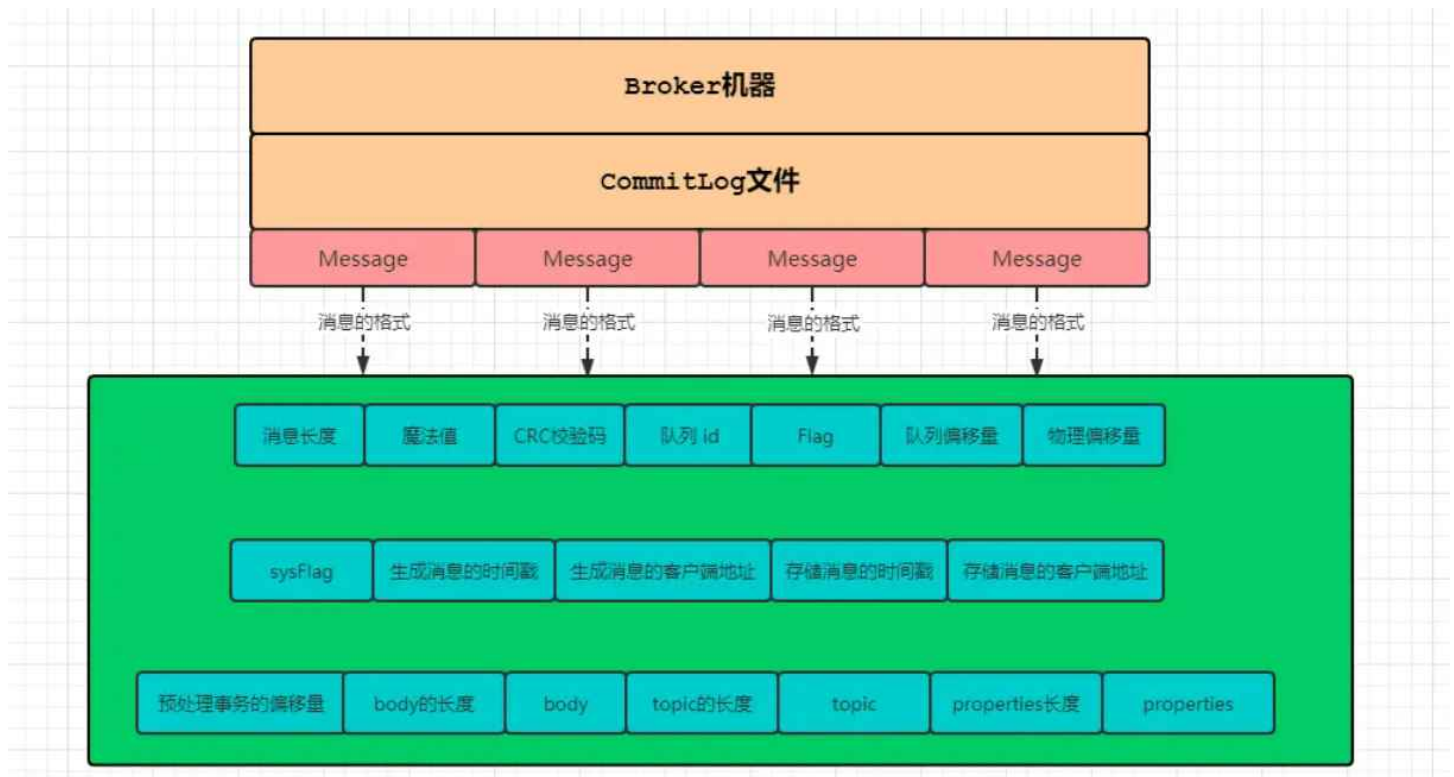 Broker机器
CommitLog文件
Message Message Message Message
消息的格式 消息的格式 消息的格式 消息的格式
消息长度 魔法值 CRC校验码 队列 id Flag 队列偏移量 物理偏移量
sysFlag 生成消息的时间戳 生成消息的客户端地址 存储消息的时间戳 存储消息的客户端地址
预处理事务的偏移量 body的长度 body topic的长度 topic properties长度 properties